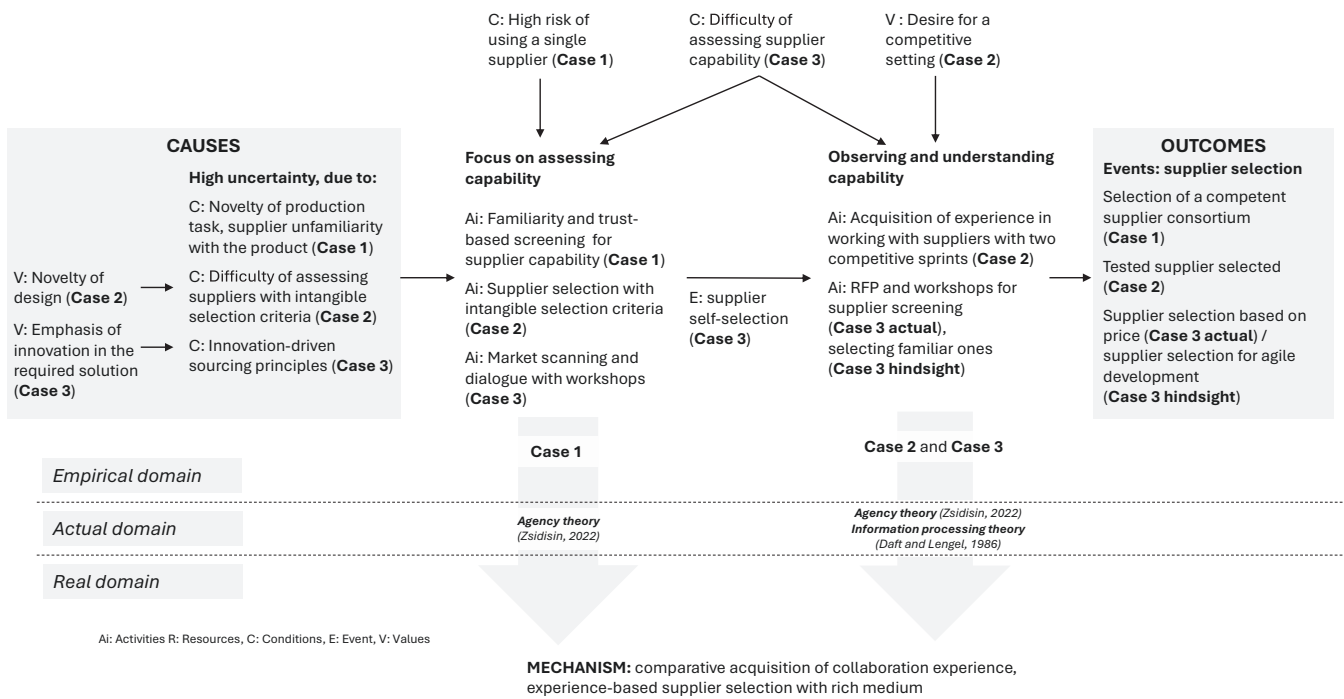 C: High risk of
using a single
supplier (Case 1)
C: Difficulty of
assessing supplier
capability (Case 3)
V : Desire for a
competitive
setting (Case 2)
CAUSES
High uncertainty, due to:
C: Novelty of production
task, supplier unfamiliarity
with the product (Case 1)
V: Novelty of
design (Case 2)
C: Difficulty of assessing
suppliers with intangible
selection criteria (Case 2)
V: Emphasis of
innovation in the
required solution
(Case 3)
C: Innovation-driven
sourcing principles (Case 3)
Focus on assessing
capability
Ai: Familiarity and trust-
based screening for
supplier capability (Case 1)
Ai: Supplier selection with
intangible selection criteria
(Case 2)
Ai: Market scanning and
dialogue with workshops
(Case 3)
E: supplier
self-selection
(Case 3)
Observing and understanding
capability
Ai: Acquisition of experience in
working with suppliers with two
competitive sprints (Case 2)
Ai: RFP and workshops for
supplier screening
(Case 3 actual),
selecting familiar ones
(Case 3 hindsight)
OUTCOMES
Events: supplier selection
Selection of a competent
supplier consortium
(Case 1)
Tested supplier selected
(Case 2)
Supplier selection based on
price (Case 3 actual) /
supplier selection for agile
development
(Case 3 hindsight)
Case 1
Case 2 and Case 3
Empirical domain
Actual domain
Agency theory
(Zsidisin, 2022)
Agency theory (Zsidisin, 2022)
Information processing theory
(Daft and Lengel, 1986)
Real domain
Ai: Activities R: Resources, C: Conditions, E: Event, V: Values
MECHANISM: comparative acquisition of collaboration experience,
experience-based supplier selection with rich medium